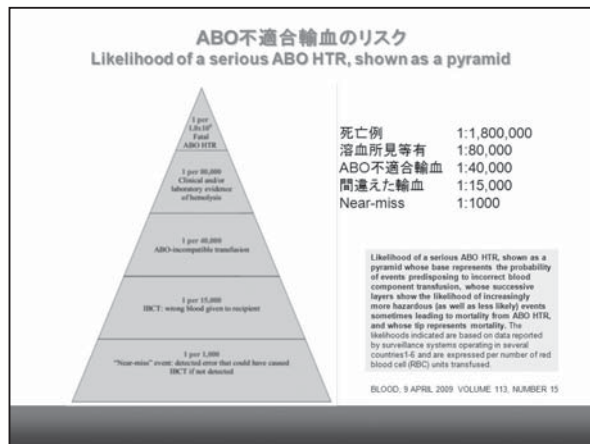 ABO不適合輸血のリスク
Likelihood of a serious ABO HTR, shown as a pyramid
1 per
1.8x10⁶
Fatal
ABO HTR
1 per 80,000
Clinical and/or
laboratory evidence
of hemolysis
1 per 40,000
ABO-incompatible transfusion
1 per 15,000
IBCT: wrong blood given to recipient
1 per 1,000
"Near-miss" event: detected error that could have caused
IBCT if not detected
死亡例 1:1,800,000
溶血所見等有 1:80,000
ABO不適合輸血 1:40,000
間違えた輸血 1:15,000
Near-miss 1:1000
Likelihood of a serious ABO HTR, shown as a
pyramid whose base represents the probability
of events predisposing to incorrect blood
component transfusion, whose successive
layers show the likelihood of increasingly
more hazardous (as well as less likely) events
sometimes leading to mortality from ABO HTR,
and whose tip represents mortality. The
likelihoods indicated are based on data reported
by surveillance systems operating in several
countries1-6 and are expressed per number of red
blood cell (RBC) units transfused.
BLOOD, 9 APRIL 2009 VOLUME 113, NUMBER 15